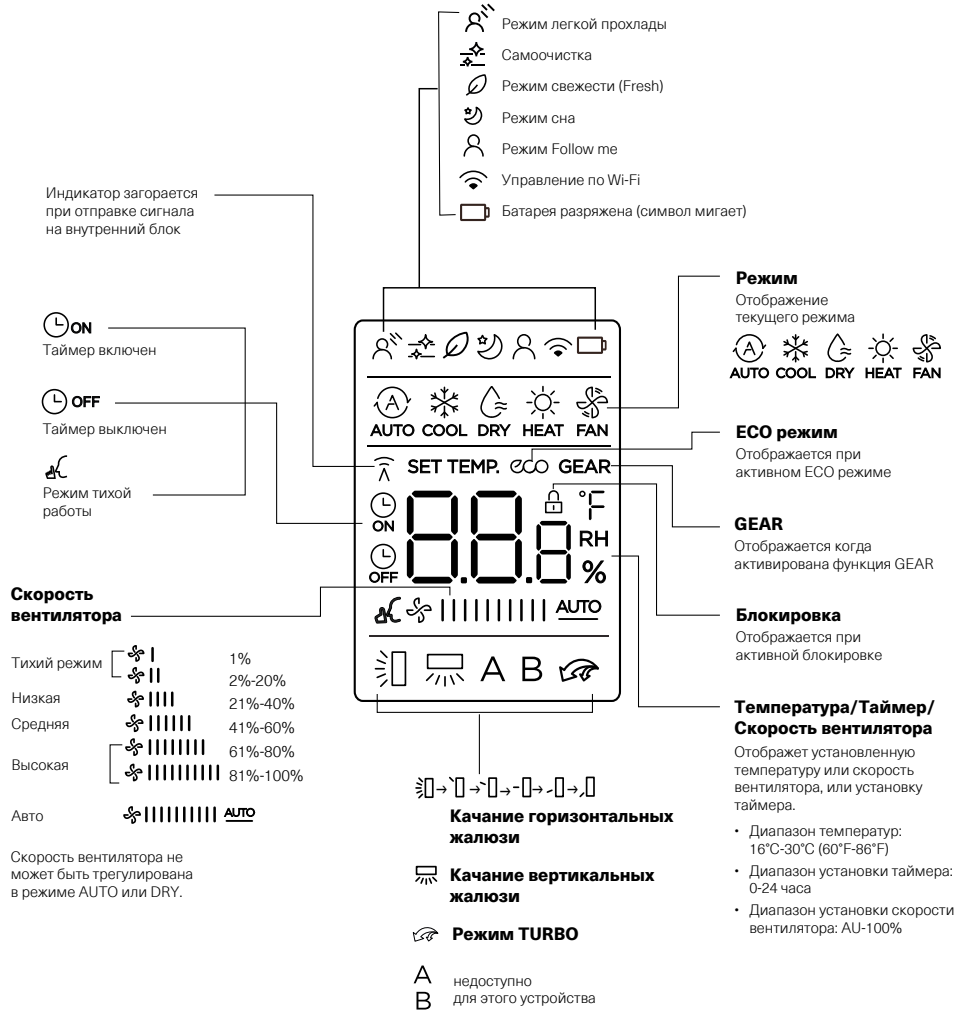 Режим легкой прохлады
Самоочистка
Режим свежести (Fresh)
Режим сна
Режим Follow me
Управление по Wi-Fi
Батарея разряжена (символ мигает)
Индикатор загорается
при отправке сигнала
на внутренний блок
ON
Таймер включен
OFF
Таймер выключен
Режим тихой
работы
Скорость
вентилятора
Тихий режим
1%
2%-20%
Низкая
21%-40%
Средняя
41%-60%
Высокая
61%-80%
81%-100%
Авто
AUTO
Скорость вентилятора не
может быть трегулирована
в режиме AUTO или DRY.
A
AUTO COOL DRY HEAT FAN
SET TEMP. eco GEAR
ON
OFF
88.8.
°F
RH
%
AUTO
A B
Качание горизонтальных
жалюзи
Качание вертикальных
жалюзи
Режим TURBO
A
B
недоступно
для этого устройства
Режим
Отображение
текущего режима
A
AUTO COOL DRY HEAT FAN
ECO режим
Отображается при
активном ECO режиме
GEAR
Отображается когда
активирована функция GEAR
Блокировка
Отображается при
активной блокировке
Температура/Таймер/
Скорость вентилятора
Отображет установленную
температуру или скорость
вентилятора, или установку
таймера.
• Диапазон температур:
16°C-30°C (60°F-86°F)
• Диапазон установки таймера:
0-24 часа
• Диапазон установки скорости
вентилятора: AU-100%